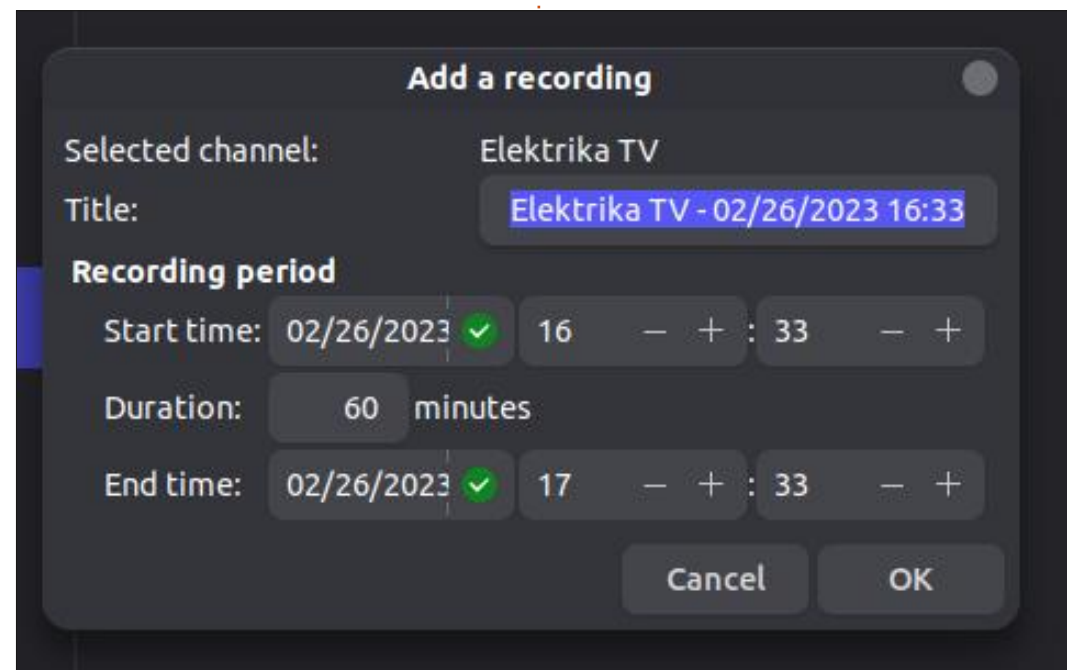 Add a recording
Selected channel: Elektrika TV
Title: Elektrika TV - 02/26/2023 16:33
Recording period
Start time: 02/26/2023 16 − + : 33 − +
Duration: 60 minutes
End time: 02/26/2023 17 − + : 33 − +
Cancel OK